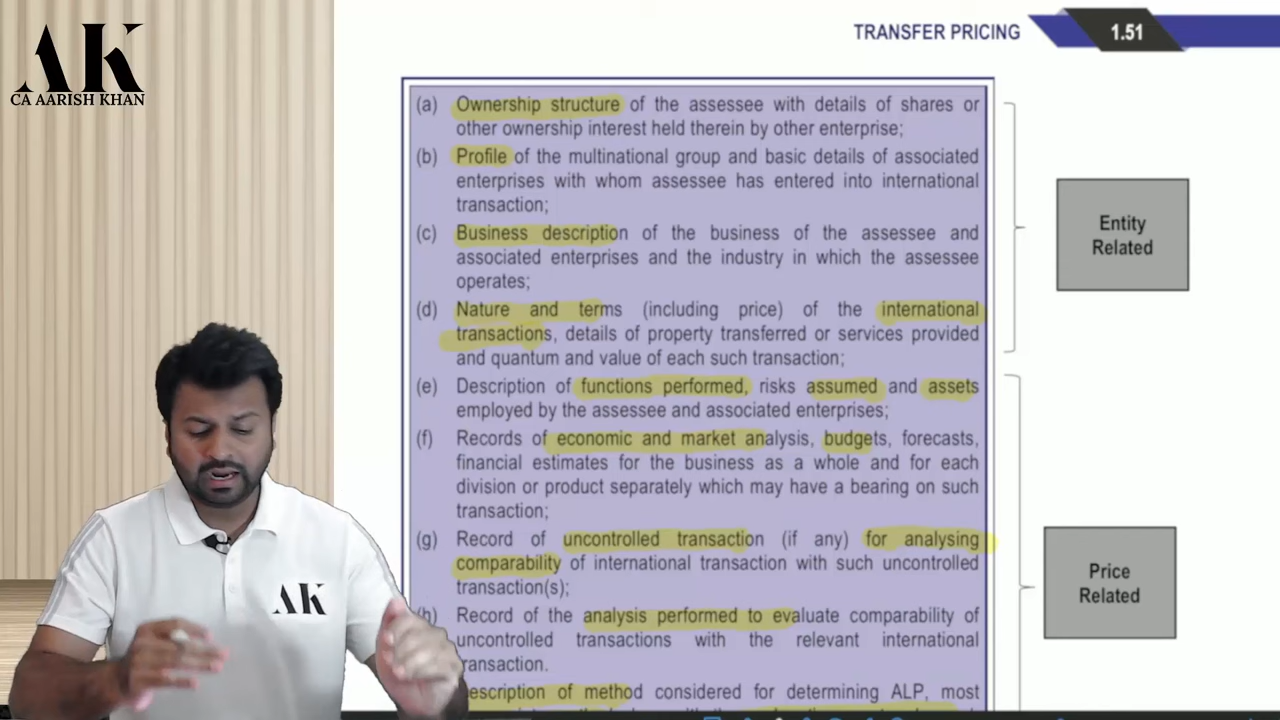 AK
CA AARISH KHAN
TRANSFER PRICING
1.51
(a) Ownership structure of the assessee with details of shares or
other ownership interest held therein by other enterprise;
(b) Profile of the multinational group and basic details of associated
enterprises with whom assessee has entered into international
transaction;
(c) Business description of the business of the assessee and
associated enterprises and the industry in which the assessee
operates;
(d) Nature and terms (including price) of the international
transactions, details of property transferred or services provided
and quantum and value of each such transaction;
(e) Description of functions performed, risks assumed and assets
employed by the assessee and associated enterprises;
(f) Records of economic and market analysis, budgets, forecasts,
financial estimates for the business as a whole and for each
division or product separately which may have a bearing on such
transaction;
(g) Record of uncontrolled transaction (if any) for analysing
comparability of international transaction with such uncontrolled
transaction(s);
Record of the analysis performed to evaluate comparability of
uncontrolled transactions with the relevant international
transaction.
description of method considered for determining ALP, most
Entity
Related
Price
Related
AK